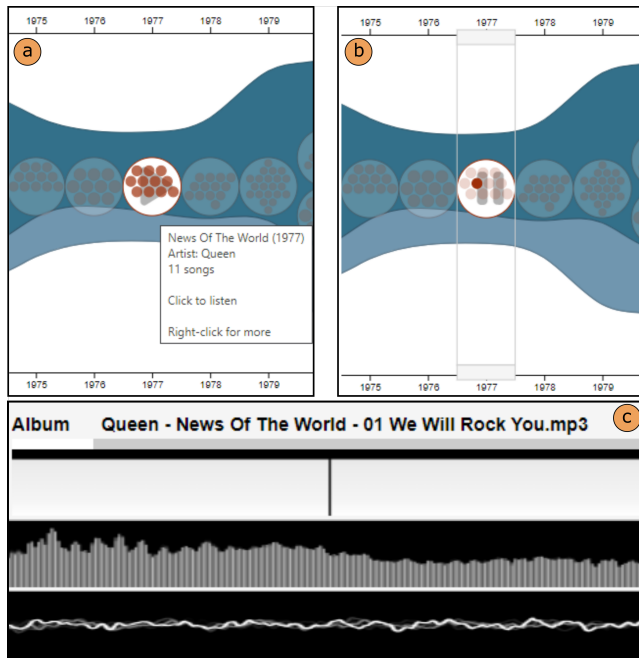 1975 1976 1977 1978 1979
a
News Of The World (1977)
Artist: Queen
11 songs
Click to listen
Right-click for more
1975 1976 1977 1978 1979
1975 1976 1977 1978 1979
b
1975 1976 1977 1978 1979
Album Queen - News Of The World - 01 We Will Rock You.mp3
c